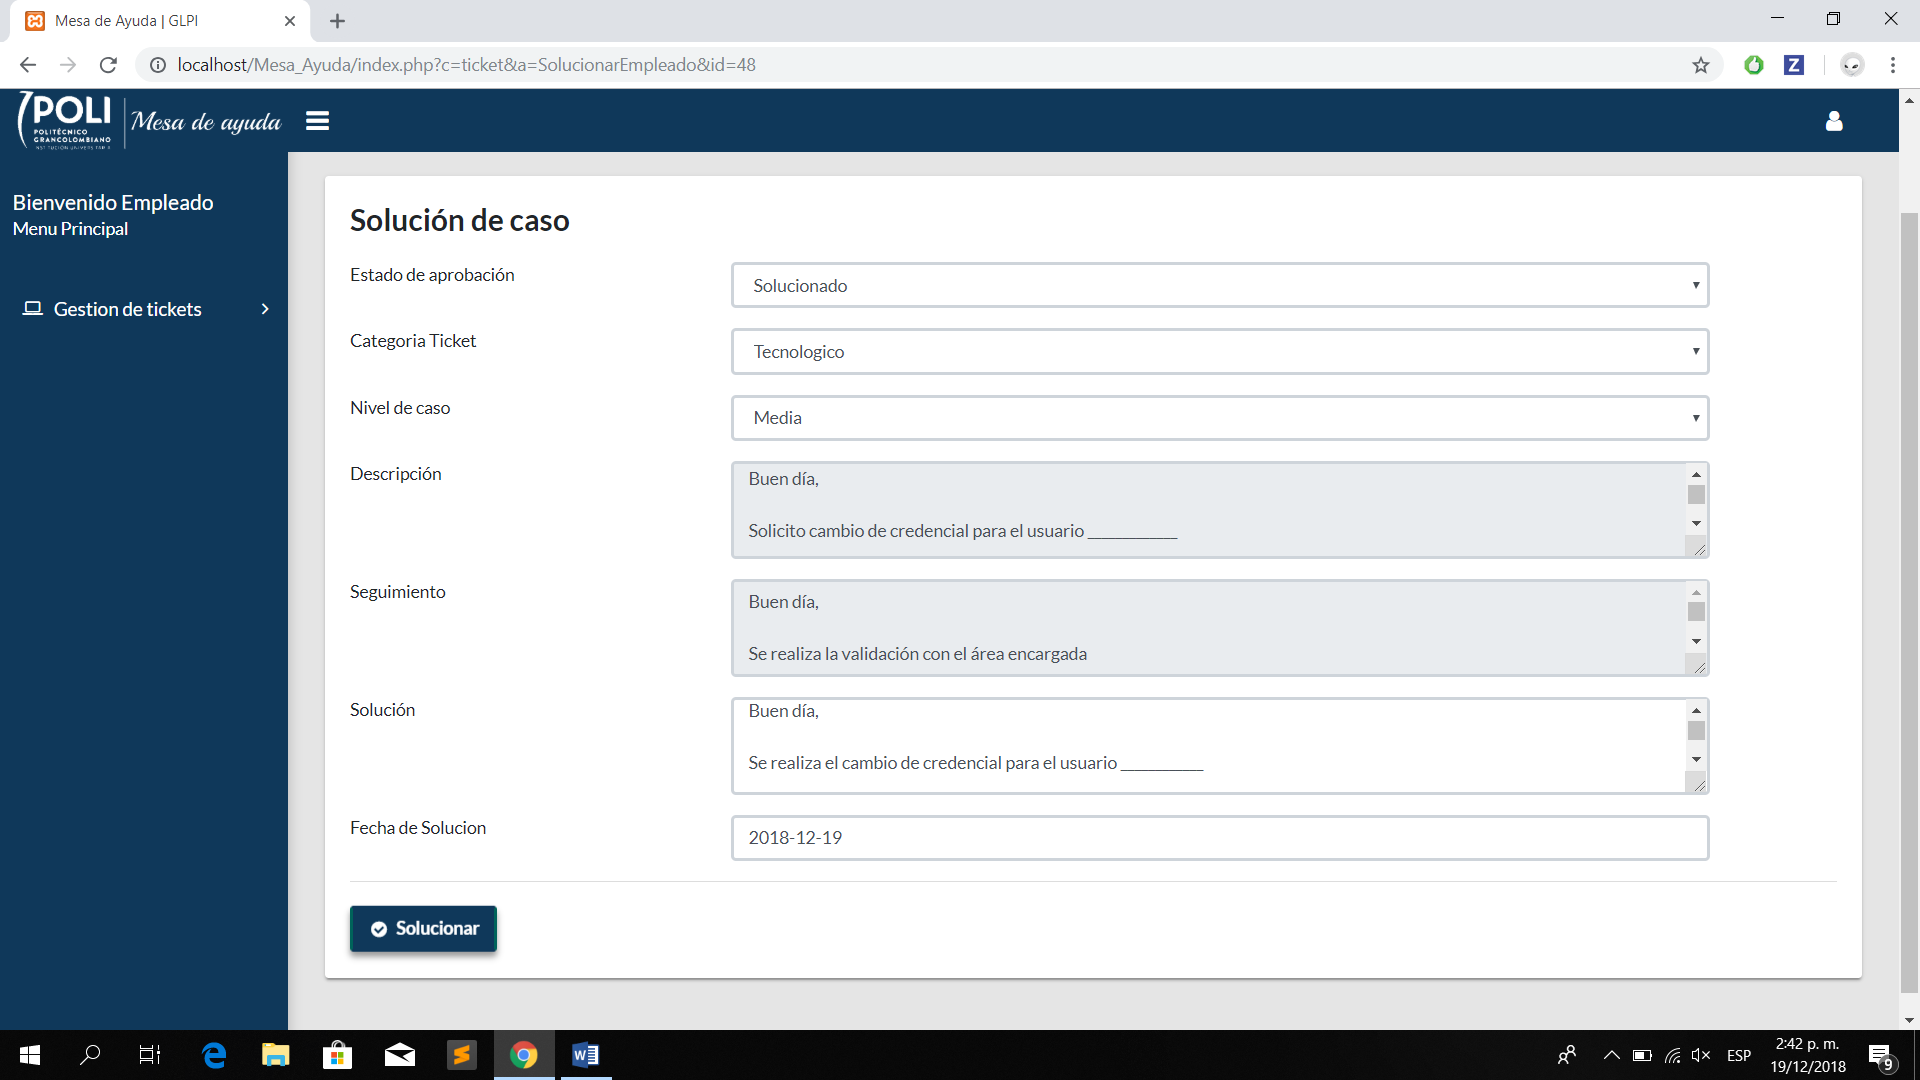 Mesa de Ayuda | GLPI
localhost/Mesa_Ayuda/index.php?c=ticket&a=SolucionarEmpleado&id=48
POLI
POLITÉCNICO
GRANCOLOMBIANO
Mesa de ayuda
Bienvenido Empleado
Menu Principal
Gestion de tickets
Solución de caso
Estado de aprobación
Solucionado
Categoria Ticket
Tecnologico
Nivel de caso
Media
Descripción
Buen día,
Solicito cambio de credencial para el usuario ___________
Seguimiento
Buen día,
Se realiza la validación con el área encargada
Solución
Buen día,
Se realiza el cambio de credencial para el usuario __________
Fecha de Solucion
2018-12-19
Solucionar
ESP
2:42 p. m.
19/12/2018
9